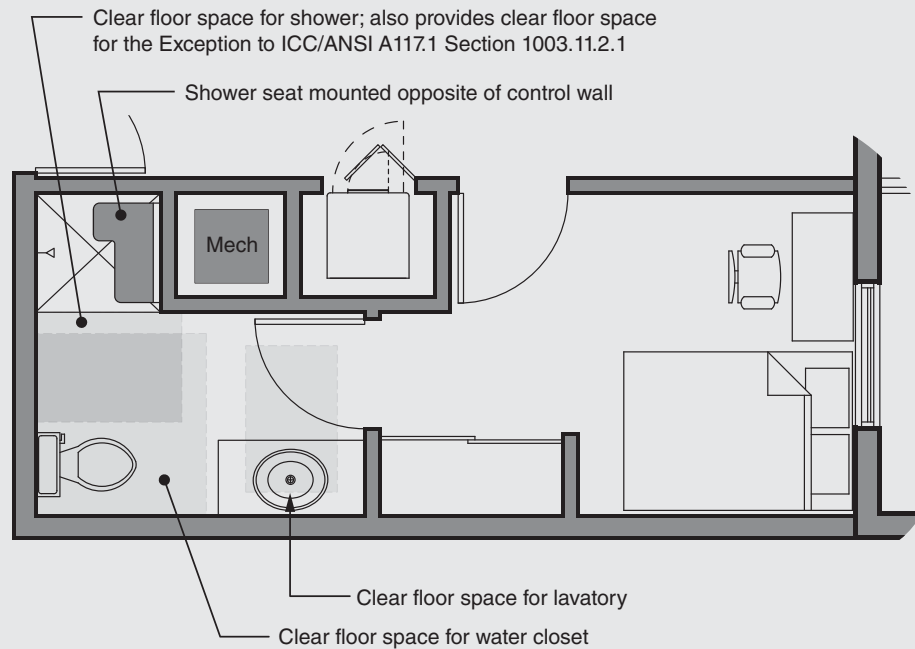 Clear floor space for shower; also provides clear floor space
for the Exception to ICC/ANSI A117.1 Section 1003.11.2.1
Shower seat mounted opposite of control wall
Mech
Clear floor space for lavatory
Clear floor space for water closet